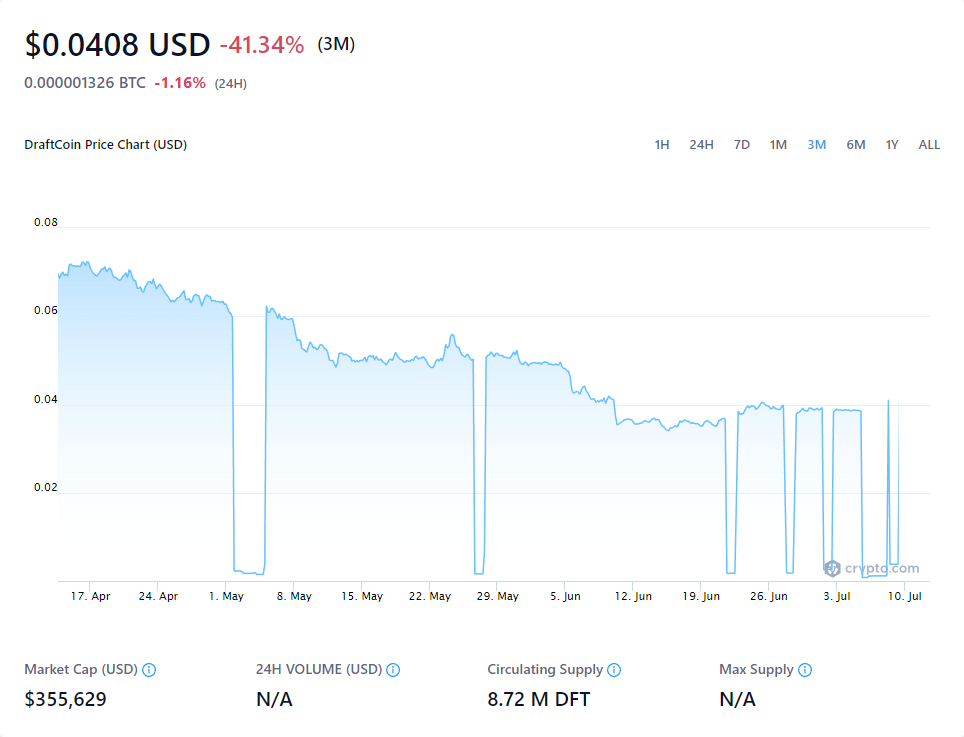 $0.0408 USD -41.34% (3M)
0.000001326 BTC -1.16% (24H)
DraftCoin Price Chart (USD) 1H 24H 7D 1M 3M 6M 1Y ALL
0.08
0.06
0.04
0.02
crypto.com
17. Apr 24. Apr 1. May 8. May 15. May 22. May 29. May 5. Jun 12. Jun 19. Jun 26. Jun 3. Jul 10. Jul
Market Cap (USD) 24H VOLUME (USD) Circulating Supply Max Supply
$355,629 N/A 8.72 M DFT N/A